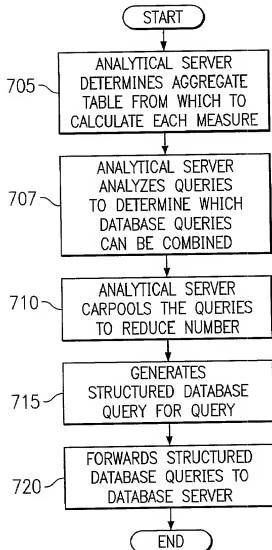 START
705
ANALYTICAL SERVER
DETERMINES AGGREGATE
TABLE FROM WHICH TO
CALCULATE EACH MEASURE
707
ANALYTICAL SERVER
ANALYZES QUERIES
TO DETERMINE WHICH
DATABASE QUERIES
CAN BE COMBINED
710
ANALYTICAL SERVER
CARPOOLS THE QUERIES
TO REDUCE NUMBER
715
GENERATES
STRUCTURED DATABASE
QUERY FOR QUERY
720
FORWARDS STRUCTURED
DATABASE QUERIES TO
DATABASE SERVER
END